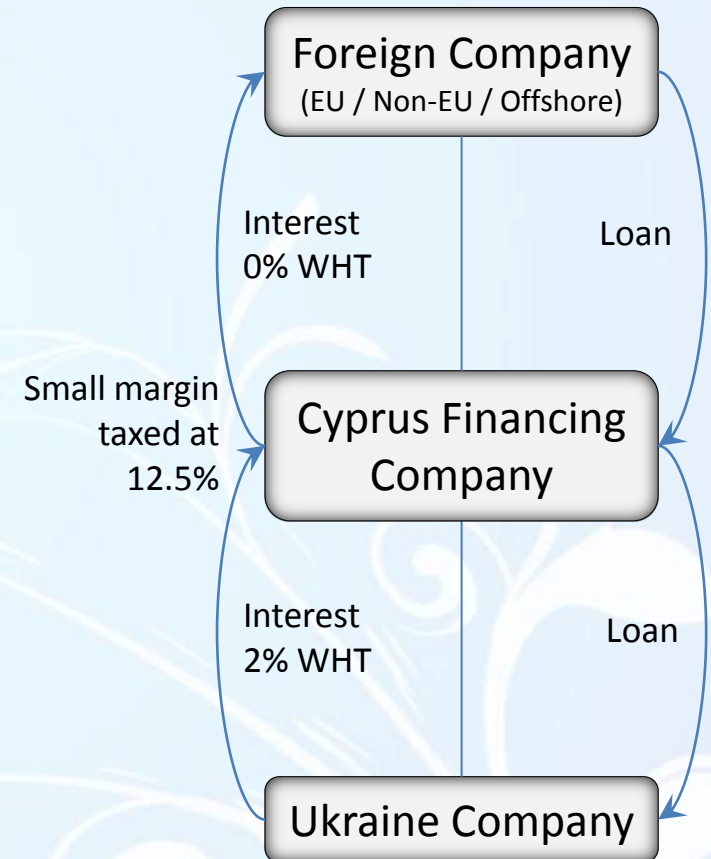 Foreign Company
(EU / Non-EU / Offshore)
Interest
0% WHT
Loan
Small margin
taxed at
12.5%
Cyprus Financing
Company
Interest
2% WHT
Loan
Ukraine Company